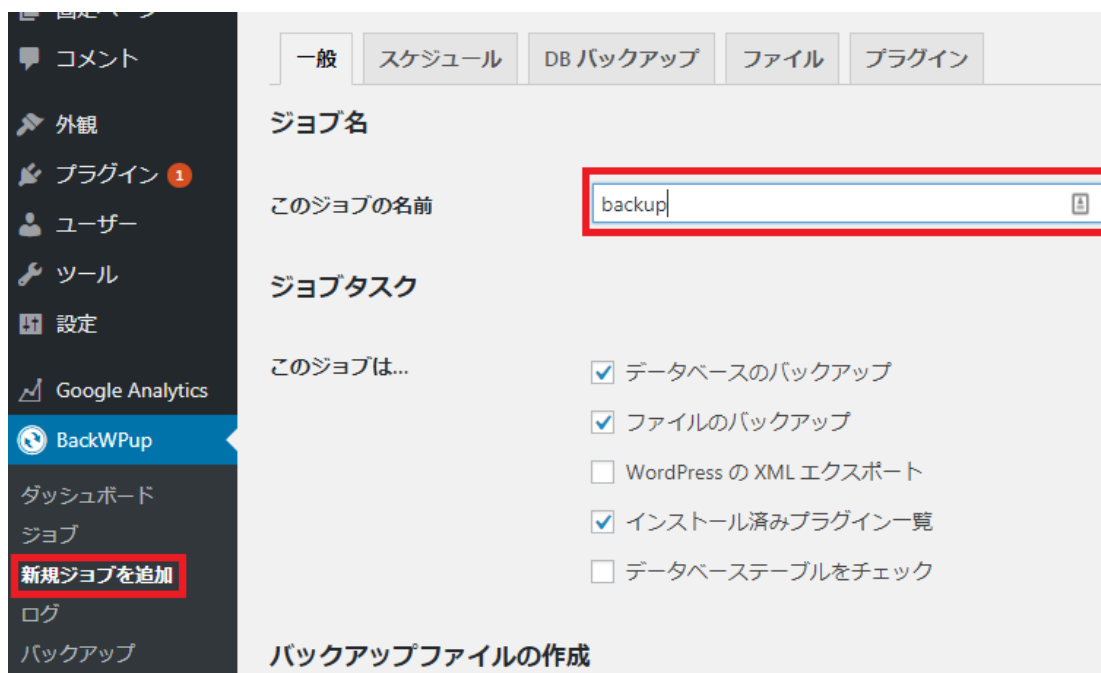 コメント
外観
プラグイン 1
ユーザー
ツール
設定
Google Analytics
BackWPup
ダッシュボード
ジョブ
新規ジョブを追加
ログ
バックアップ
一般 スケジュール DB バックアップ ファイル プラグイン
ジョブ名
このジョブの名前 backup
ジョブタスク
このジョブは...
データベースのバックアップ
ファイルのバックアップ
WordPress の XML エクスポート
インストール済みプラグイン一覧
データベーステーブルをチェック
バックアップファイルの作成